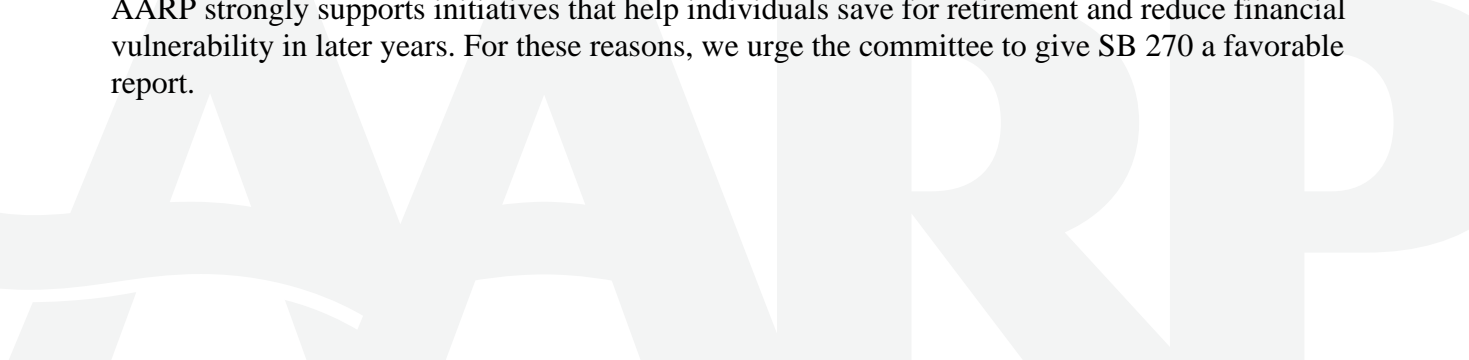 AARP strongly supports initiatives that help individuals save for retirement and reduce financial
vulnerability in later years. For these reasons, we urge the committee to give SB 270 a favorable
report.
AARP